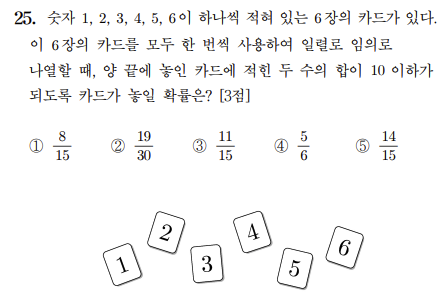 25. 숫자 1, 2, 3, 4, 5, 6이 하나씩 적혀 있는 6장의 카드가 있다.
이 6장의 카드를 모두 한 번씩 사용하여 일렬로 임의로
나열할 때, 양 끝에 놓인 카드에 적힌 두 수의 합이 10 이하가
되도록 카드가 놓일 확률은? [3점]
① 8/15 ② 19/30 ③ 11/15 ④ 5/6 ⑤ 14/15
1 2 3 4 5 6